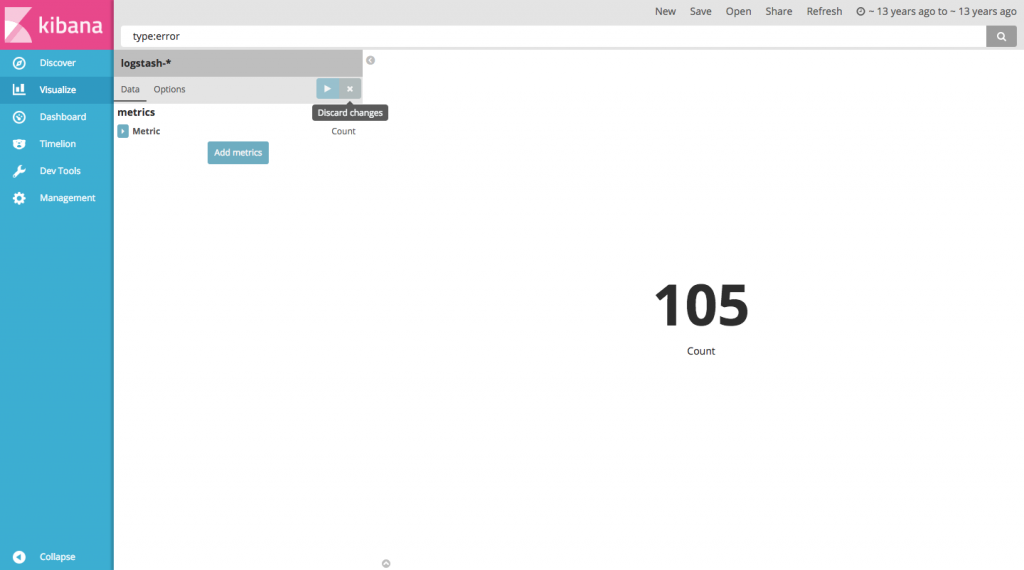 kibana
New Save Open Share Refresh ~ 13 years ago to ~ 13 years ago
type:error
Discover
Visualize
Dashboard
Timelion
Dev Tools
Management
Collapse
logstash-*
Data Options
Discard changes
metrics
Metric Count
Add metrics
105
Count